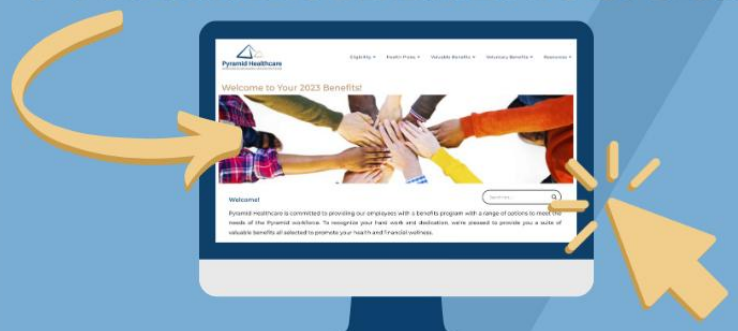 Pyramid Healthcare
Eligibility Health Plans Valuable Benefits Voluntary Benefits Resources
Welcome to Your 2023 Benefits!
Welcome!
Search
Pyramid Healthcare is committed to providing our employees with a benefits program with a range of options to meet the
needs of the Pyramid workforce. To recognize your hard work and dedication, we're pleased to provide you a suite of
valuable benefits all selected to promote your health and financial wellness.